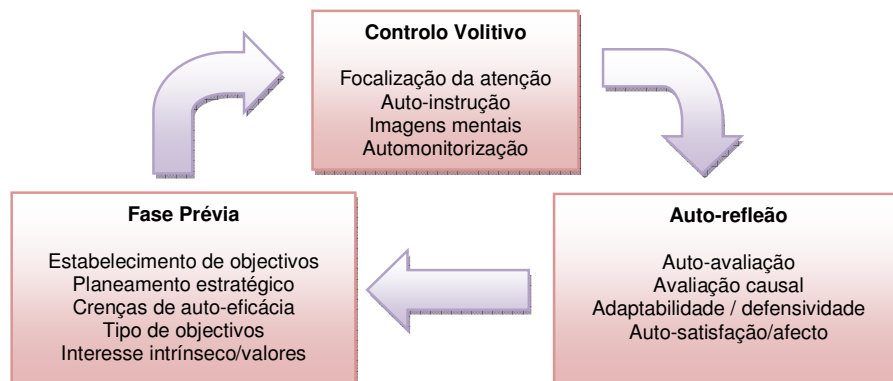 Controlo Volitivo
Focalização da atenção
Auto-instrução
Imagens mentais
Automonitorização
Fase Prévia
Estabelecimento de objectivos
Planeamento estratégico
Crenças de auto-eficácia
Tipo de objectivos
Interesse intrínseco/valores
Auto-refleão
Auto-avaliação
Avaliação causal
Adaptabilidade / defensividade
Auto-satisfação/afecto